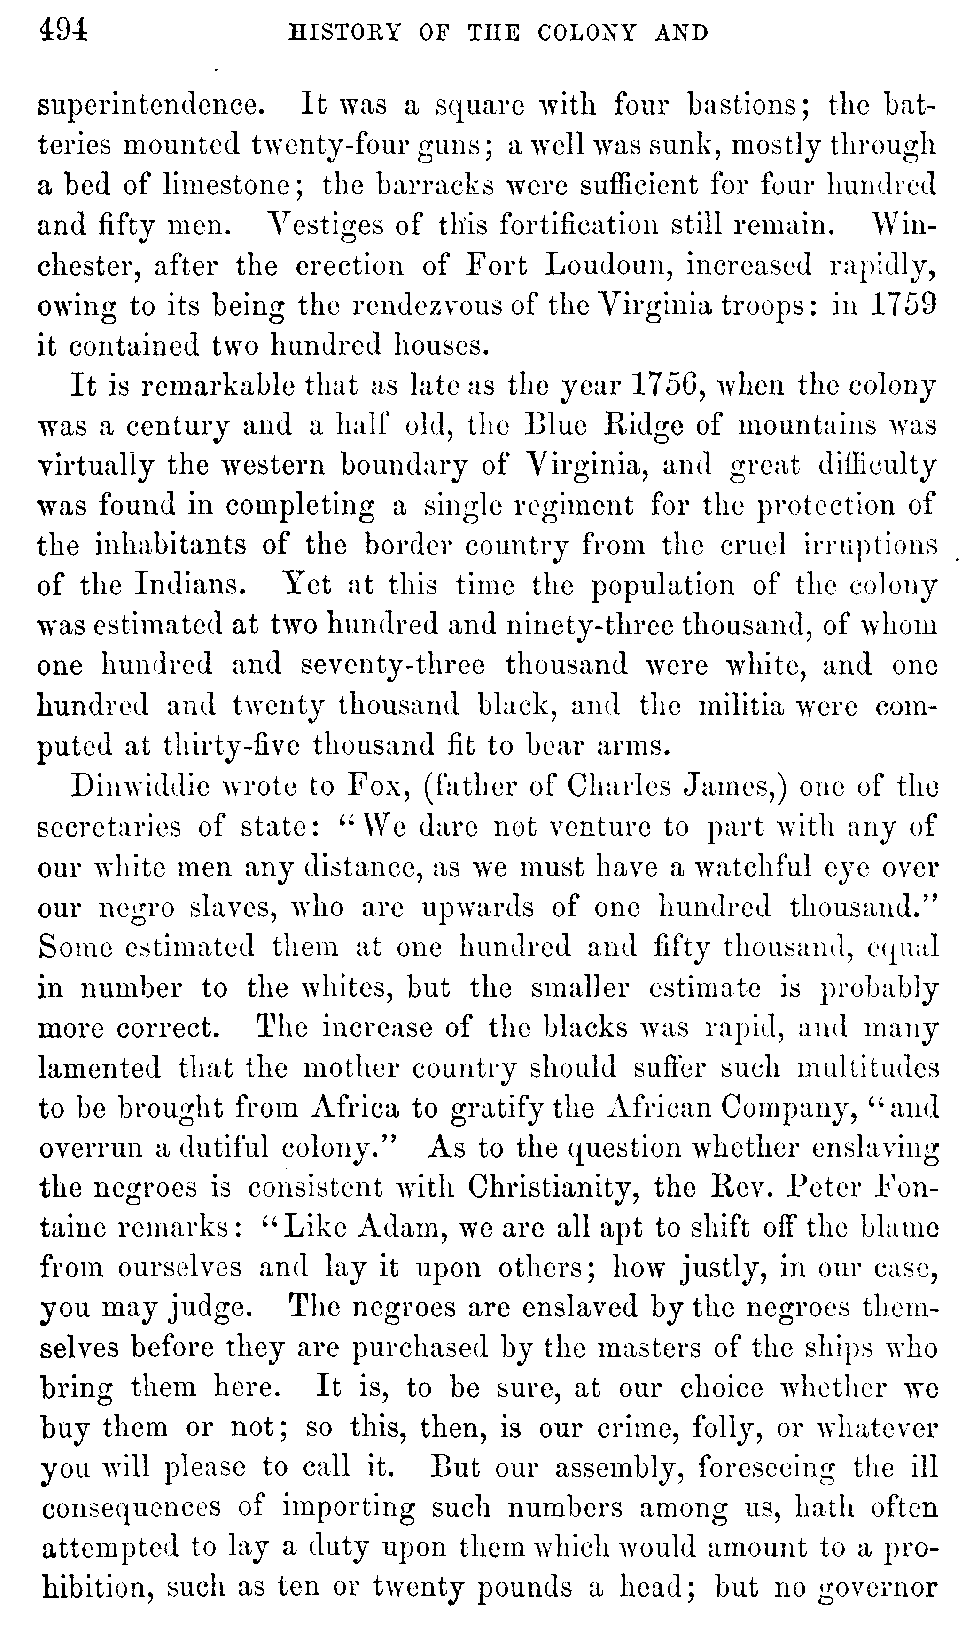 494 HISTORY OF THE COLONY AND
superintendence. It was a square with four bastions; the bat-
teries mounted twenty-four guns; a well was sunk, mostly through
a bed of limestone; the barracks were sufficient for four hundred
and fifty men. Vestiges of this fortification still remain. Win-
chester, after the erection of Fort Loudoun, increased rapidly,
owing to its being the rendezvous of the Virginia troops: in 1759
it contained two hundred houses.
It is remarkable that as late as the year 1756, when the colony
was a century and a half old, the Blue Ridge of mountains was
virtually the western boundary of Virginia, and great difficulty
was found in completing a single regiment for the protection of
the inhabitants of the border country from the cruel irruptions
of the Indians. Yet at this time the population of the colony
was estimated at two hundred and ninety-three thousand, of whom
one hundred and seventy-three thousand were white, and one
hundred and twenty thousand black, and the militia were com-
puted at thirty-five thousand fit to bear arms.
Dinwiddie wrote to Fox, (father of Charles James,) one of the
secretaries of state: "We dare not venture to part with any of
our white men any distance, as we must have a watchful eye over
our negro slaves, who are upwards of one hundred thousand."
Some estimated them at one hundred and fifty thousand, equal
in number to the whites, but the smaller estimate is probably
more correct. The increase of the blacks was rapid, and many
lamented that the mother country should suffer such multitudes
to be brought from Africa to gratify the African Company, "and
overrun a dutiful colony." As to the question whether enslaving
the negroes is consistent with Christianity, the Rev. Peter Fon-
taine remarks: "Like Adam, we are all apt to shift off the blame
from ourselves and lay it upon others; how justly, in our case,
you may judge. The negroes are enslaved by the negroes them-
selves before they are purchased by the masters of the ships who
bring them here. It is, to be sure, at our choice whether we
buy them or not; so this, then, is our crime, folly, or whatever
you will please to call it. But our assembly, foreseeing the ill
consequences of importing such numbers among us, hath often
attempted to lay a duty upon them which would amount to a pro-
hibition, such as ten or twenty pounds a head; but no governor